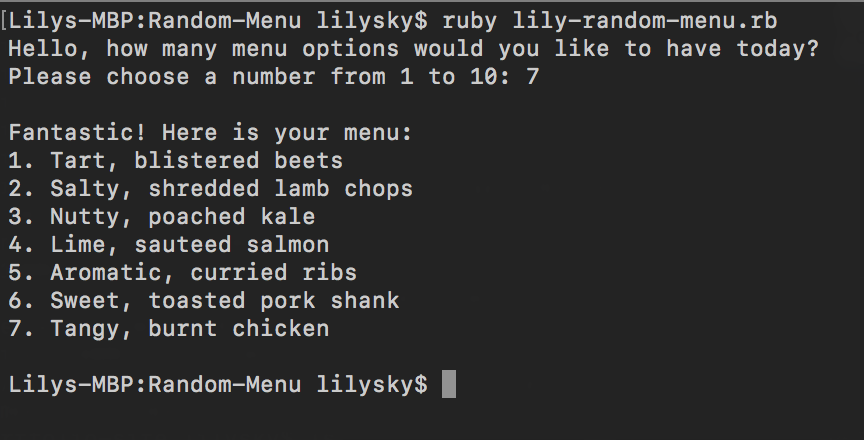 [Lilys-MBP:Random-Menu lilysky$ ruby lily-random-menu.rb
Hello, how many menu options would you like to have today?
Please choose a number from 1 to 10: 7
Fantastic! Here is your menu:
1. Tart, blistered beets
2. Salty, shredded lamb chops
3. Nutty, poached kale
4. Lime, sauteed salmon
5. Aromatic, curried ribs
6. Sweet, toasted pork shank
7. Tangy, burnt chicken
Lilys-MBP:Random-Menu lilysky$